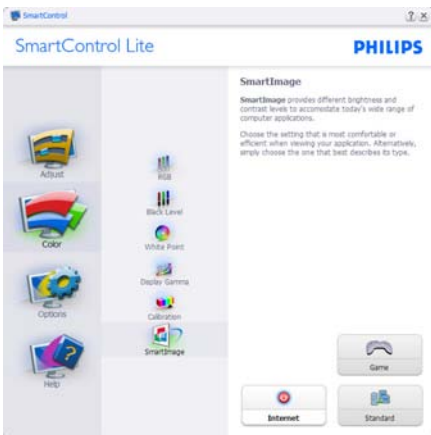 SmartControl
SmartControl Lite
PHILIPS
Adjust
Color
Options
Help
RGB
Black Level
White Point
Display Gamma
Calibration
SmartImage
SmartImage
SmartImage provides different brightness and
contrast levels to accomodate today's wide range of
computer applications.
Choose the setting that is most comfortable or
efficient when viewing your application. Alternatively,
simply choose the one that best describes its type.
Game
Internet
Standard